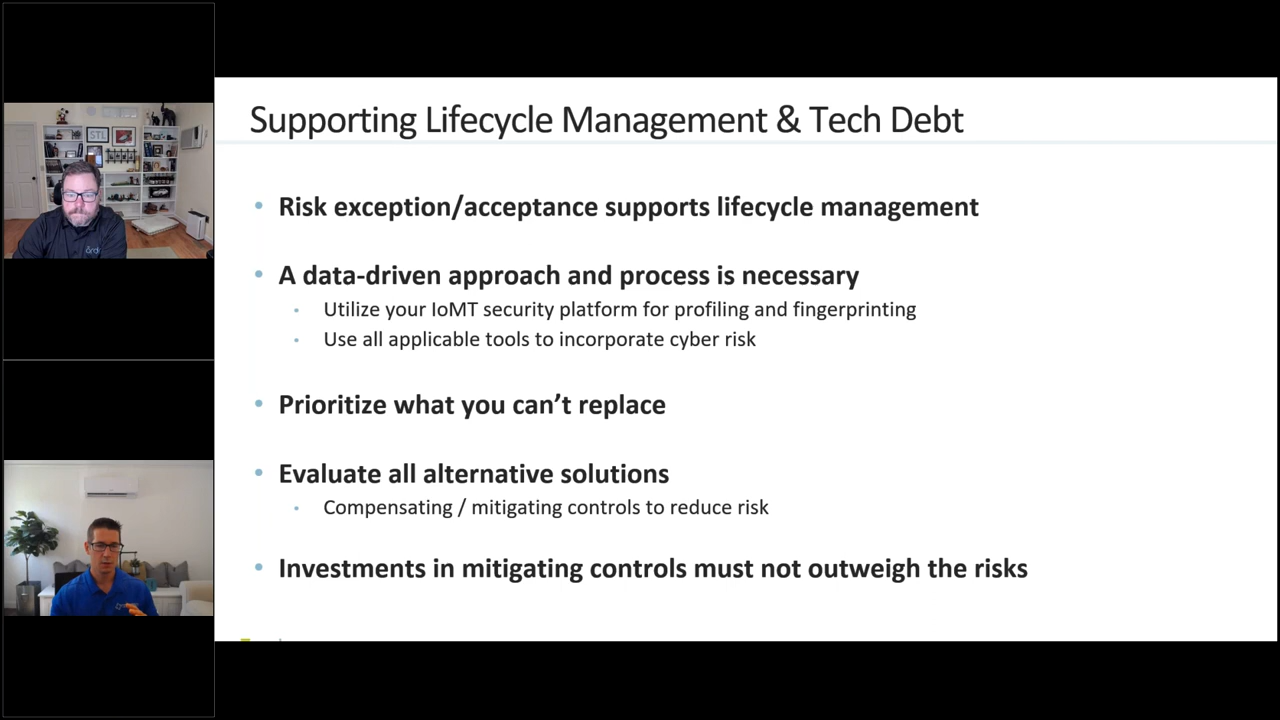 Supporting Lifecycle Management & Tech Debt
• Risk exception/acceptance supports lifecycle management
• A data-driven approach and process is necessary
• Utilize your IoMT security platform for profiling and fingerprinting
• Use all applicable tools to incorporate cyber risk
• Prioritize what you can’t replace
• Evaluate all alternative solutions
• Compensating / mitigating controls to reduce risk
• Investments in mitigating controls must not outweigh the risks
STL